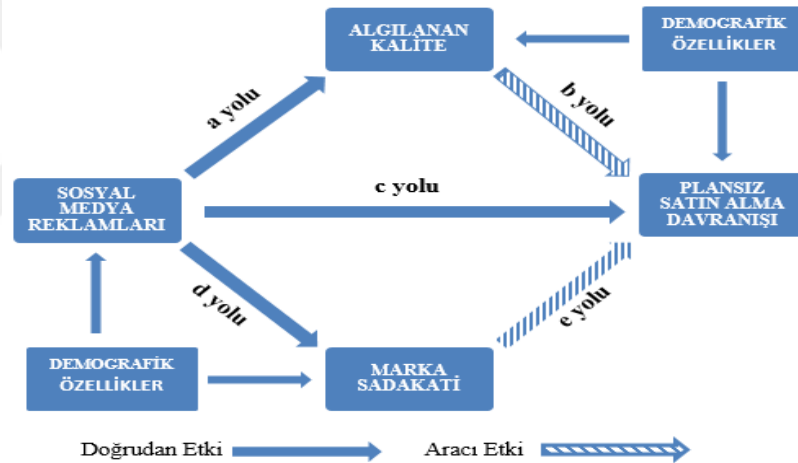 ALGILANAN
KALİTE
DEMOGRAFİK
ÖZELLİKLER
a yolu
b yolu
c yolu
SOSYAL
MEDYA
REKLAMLARI
PLANSIZ
SATIN ALMA
DAVRANIŞI
d yolu
e yolu
DEMOGRAFİK
ÖZELLİKLER
MARKA
SADAKATİ
Doğrudan Etki
Aracı Etki